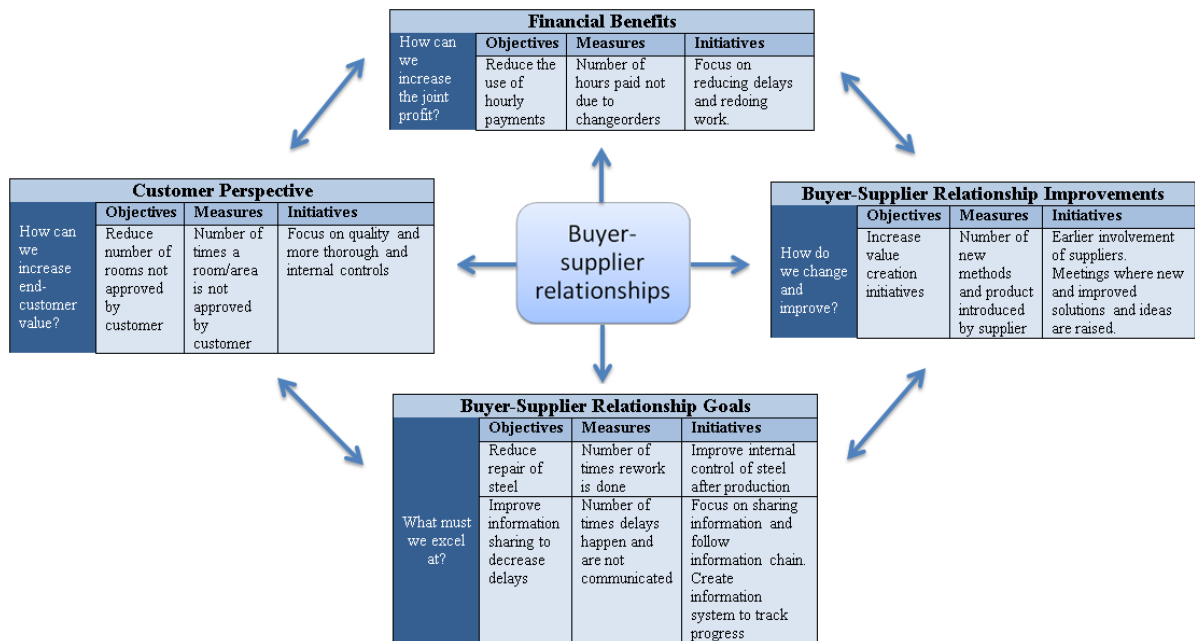 Financial Benefits
How can
we
increase
the joint
profit?
Objectives
Measures
Initiatives
Reduce the
use of
hourly
payments
Number of
hours paid not
due to
changeorders
Focus on
reducing delays
and redoing
work.
Customer Perspective
How can
we
increase
end-
customer
value?
Objectives
Measures
Initiatives
Reduce
number of
rooms not
approved
by
customer
Number of
times a
room/area
is not
approved
by
customer
Focus on quality and
more thorough and
internal controls
Buyer-
supplier
relationships
Buyer-Supplier Relationship Improvements
How do
we change
and
improve?
Objectives
Measures
Initiatives
Increase
value
creation
initiatives
Number of
new
methods
and product
introduced
by supplier
Earlier involvement
of suppliers.
Meetings where new
and improved
solutions and ideas
are raised.
Buyer-Supplier Relationship Goals
What must
we excel
at?
Objectives
Measures
Initiatives
Reduce
repair of
steel
Number of
times rework
is done
Improve internal
control of steel
after production
Improve
information
sharing to
decrease
delays
Number of
times delays
happen and
are not
communicated
Focus on sharing
information and
follow
information chain.
Create
information
system to track
progress